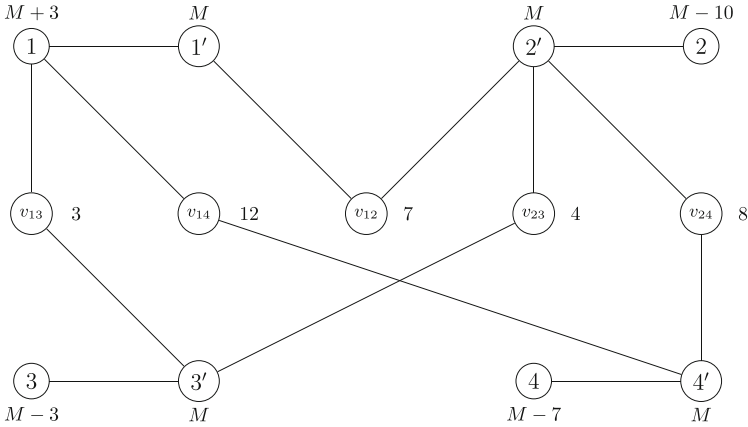 M + 3 M M M − 10
1 1′ 2′ 2
v₁₃ 3 v₁₄ 12 v₁₂ 7 v₂₃ 4 v₂₄ 8
3 3′ 4 4′
M − 3 M M − 7 M